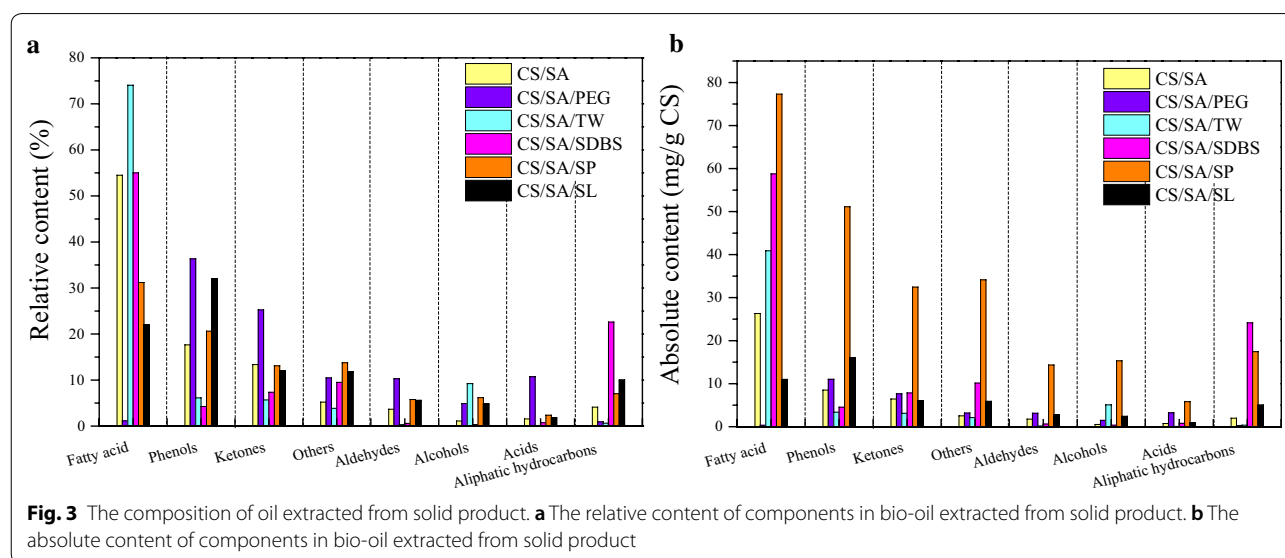 a
80
70
60
50
40
30
20
10
0
Relative content (%)
CS/SA
CS/SA/PEG
CS/SA/TW
CS/SA/SDBS
CS/SA/SP
CS/SA/SL
Fatty acid
Phenols
Ketones
Others
Aldehydes
Alcohols
Acids
Aliphatic hydrocarbons
b
80
70
60
50
40
30
20
10
0
Absolute content (mg/g CS)
CS/SA
CS/SA/PEG
CS/SA/TW
CS/SA/SDBS
CS/SA/SP
CS/SA/SL
Fatty acid
Phenols
Ketones
Others
Aldehydes
Alcohols
Acids
Aliphatic hydrocarbons
Fig. 3 The composition of oil extracted from solid product. a The relative content of components in bio-oil extracted from solid product. b The
absolute content of components in bio-oil extracted from solid product